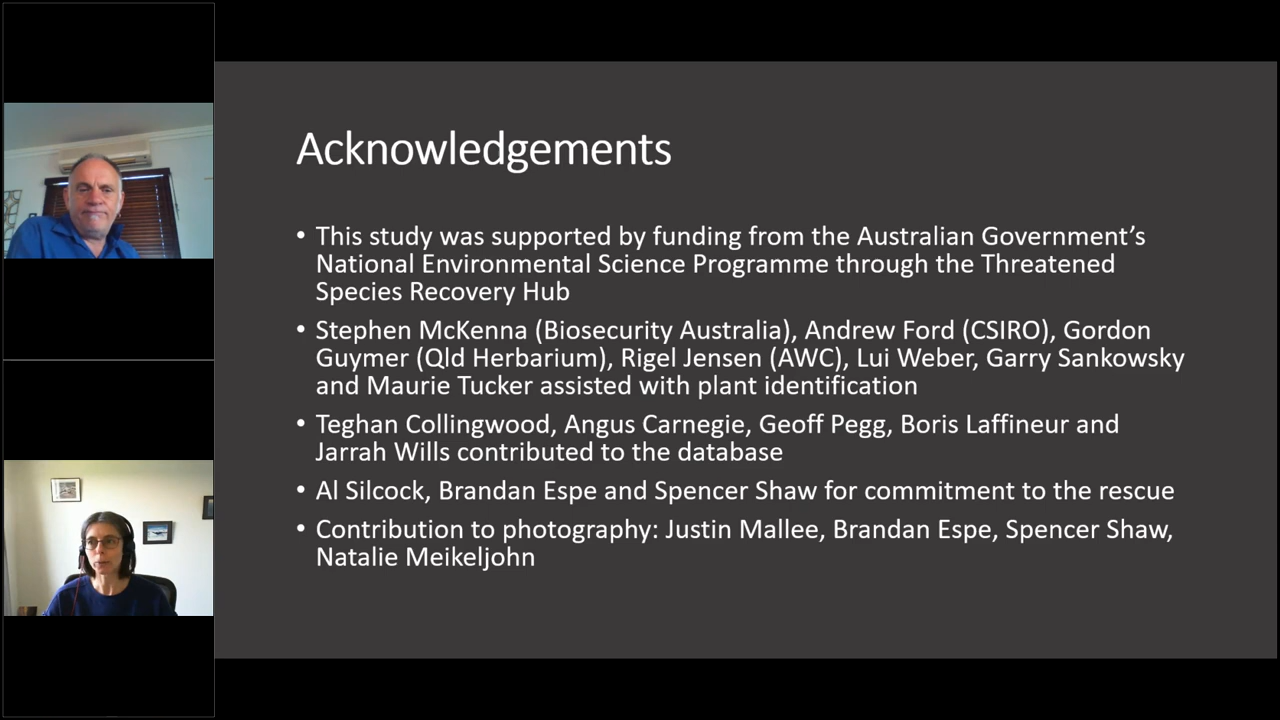 Acknowledgements
• This study was supported by funding from the Australian Government’s
National Environmental Science Programme through the Threatened
Species Recovery Hub
• Stephen McKenna (Biosecurity Australia), Andrew Ford (CSIRO), Gordon
Guymer (Qld Herbarium), Rigel Jensen (AWC), Lui Weber, Garry Sankowsky
and Maurie Tucker assisted with plant identification
• Teghan Collingwood, Angus Carnegie, Geoff Pegg, Boris Laffineur and
Jarrah Wills contributed to the database
• Al Silcock, Brandan Espe and Spencer Shaw for commitment to the rescue
• Contribution to photography: Justin Mallee, Brandan Espe, Spencer Shaw,
Natalie Meikeljohn